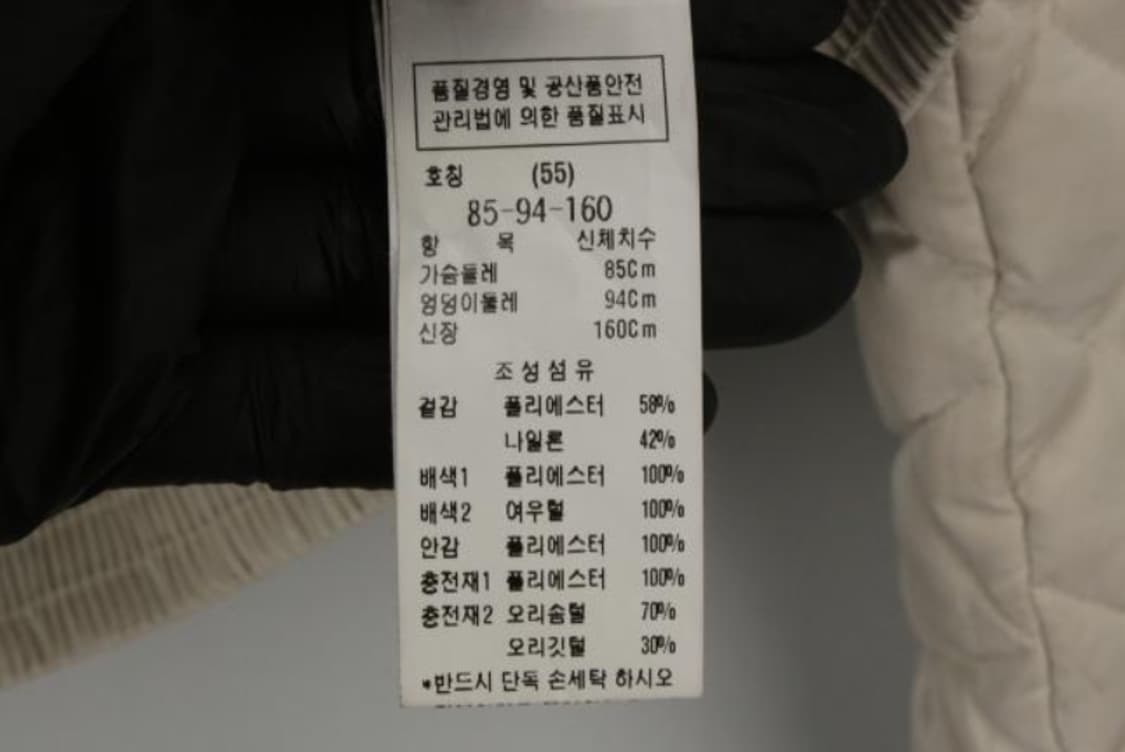 품질경영 및 공산품안전
관리법에 의한 품질표시
호칭 (55)
85-94-160
항 목 신체치수
가슴둘레 85Cm
엉덩이둘레 94Cm
신장 160Cm
조성섬유
겉감 폴리에스터 58%
나일론 42%
배색1 폴리에스터 100%
배색2 여우털 100%
안감 폴리에스터 100%
충전재1 폴리에스터 100%
충전재2 오리솜털 70%
오리깃털 30%
*반드시 단독 손세탁 하시오